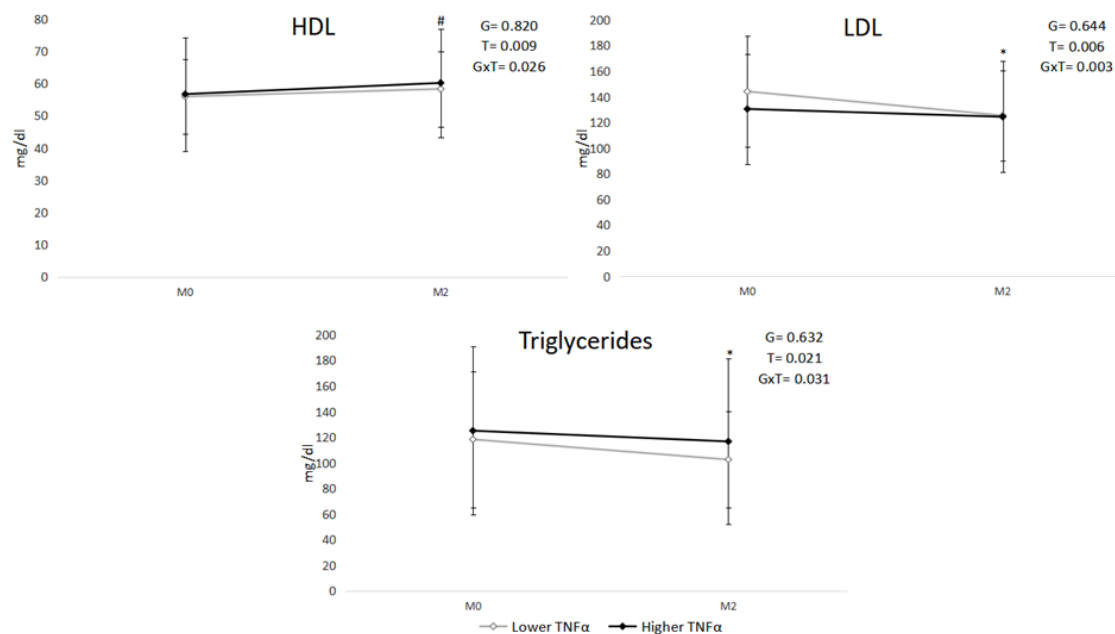 HDL
G= 0.820
T= 0.009
GxT= 0.026
#
80
70
60
50
40
30
20
10
0
mg/dl
M0
M2
LDL
G= 0.644
T= 0.006
GxT= 0.003
*
200
180
160
140
120
100
80
60
40
20
0
mg/dl
M0
M2
Triglycerides
G= 0.632
T= 0.021
GxT= 0.031
*
200
180
160
140
120
100
80
60
40
20
0
mg/dl
M0
M2
Lower TNFα
Higher TNFα